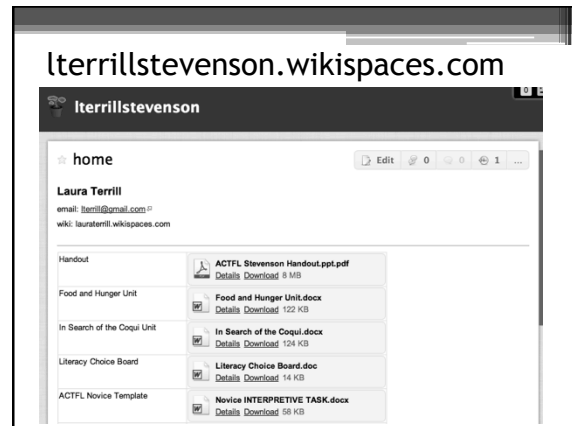 lterrillstevenson.wikispaces.com
0
lterrillstevenson
home
Edit 0 0 1 ...
Laura Terrill
email: lterrill@gmail.com
wiki: lauraterrill.wikispaces.com
Handout
ACTFL Stevenson Handout.ppt.pdf
Details Download 8 MB
Food and Hunger Unit
Food and Hunger Unit.docx
Details Download 122 KB
In Search of the Coqui Unit
In Search of the Coqui.docx
Details Download 124 KB
Literacy Choice Board
Literacy Choice Board.doc
Details Download 14 KB
ACTFL Novice Template
Novice INTERPRETIVE TASK.docx
Details Download 58 KB